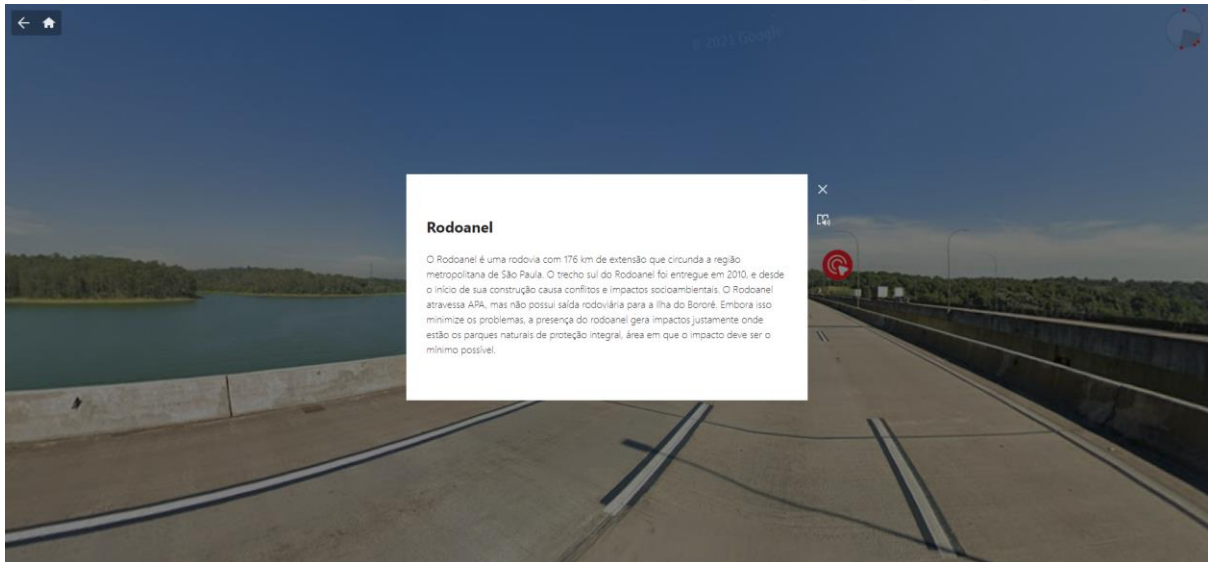 © 2021 Google
Rodoanel
O Rodoanel é uma rodovia com 176 km de extensão que circunda a região
metropolitana de São Paula. O trecho sul do Rodoanel foi entregue em 2010, e desde
o início de sua construção causa conflitos e impactos socioambientais. O Rodoanel
atravessa APA, mas não possui saída rodoviária para a Ilha do Bororé. Embora isso
minimize os problemas, a presença do rodoanel gera impactos justamente onde
estão os parques naturais de proteção integral, área em que o impacto deve ser o
mínimo possível.